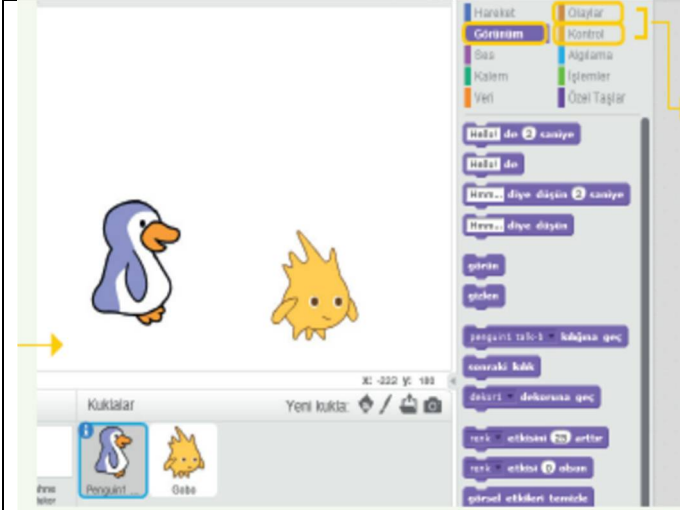 Hareket Olaylar
Görünüm Kontrol
Ses Algılama
Kalem İşlemler
Veri Özel Taşlar
Hello! de 2 saniye
Hello! de
Hmm... diye düşün 2 saniye
Hmm... diye düşün
görün
gizlen
penguin1 talk-b kılığına geç
sonraki kılık
dekor1 dekoruna geç
renk etkisini 25 arttır
renk etkisi 0 olsun
görsel etkileri temizle
x: -222 y: 180
Kuklalar Yeni kukla:
Penguin1 ... Gobo